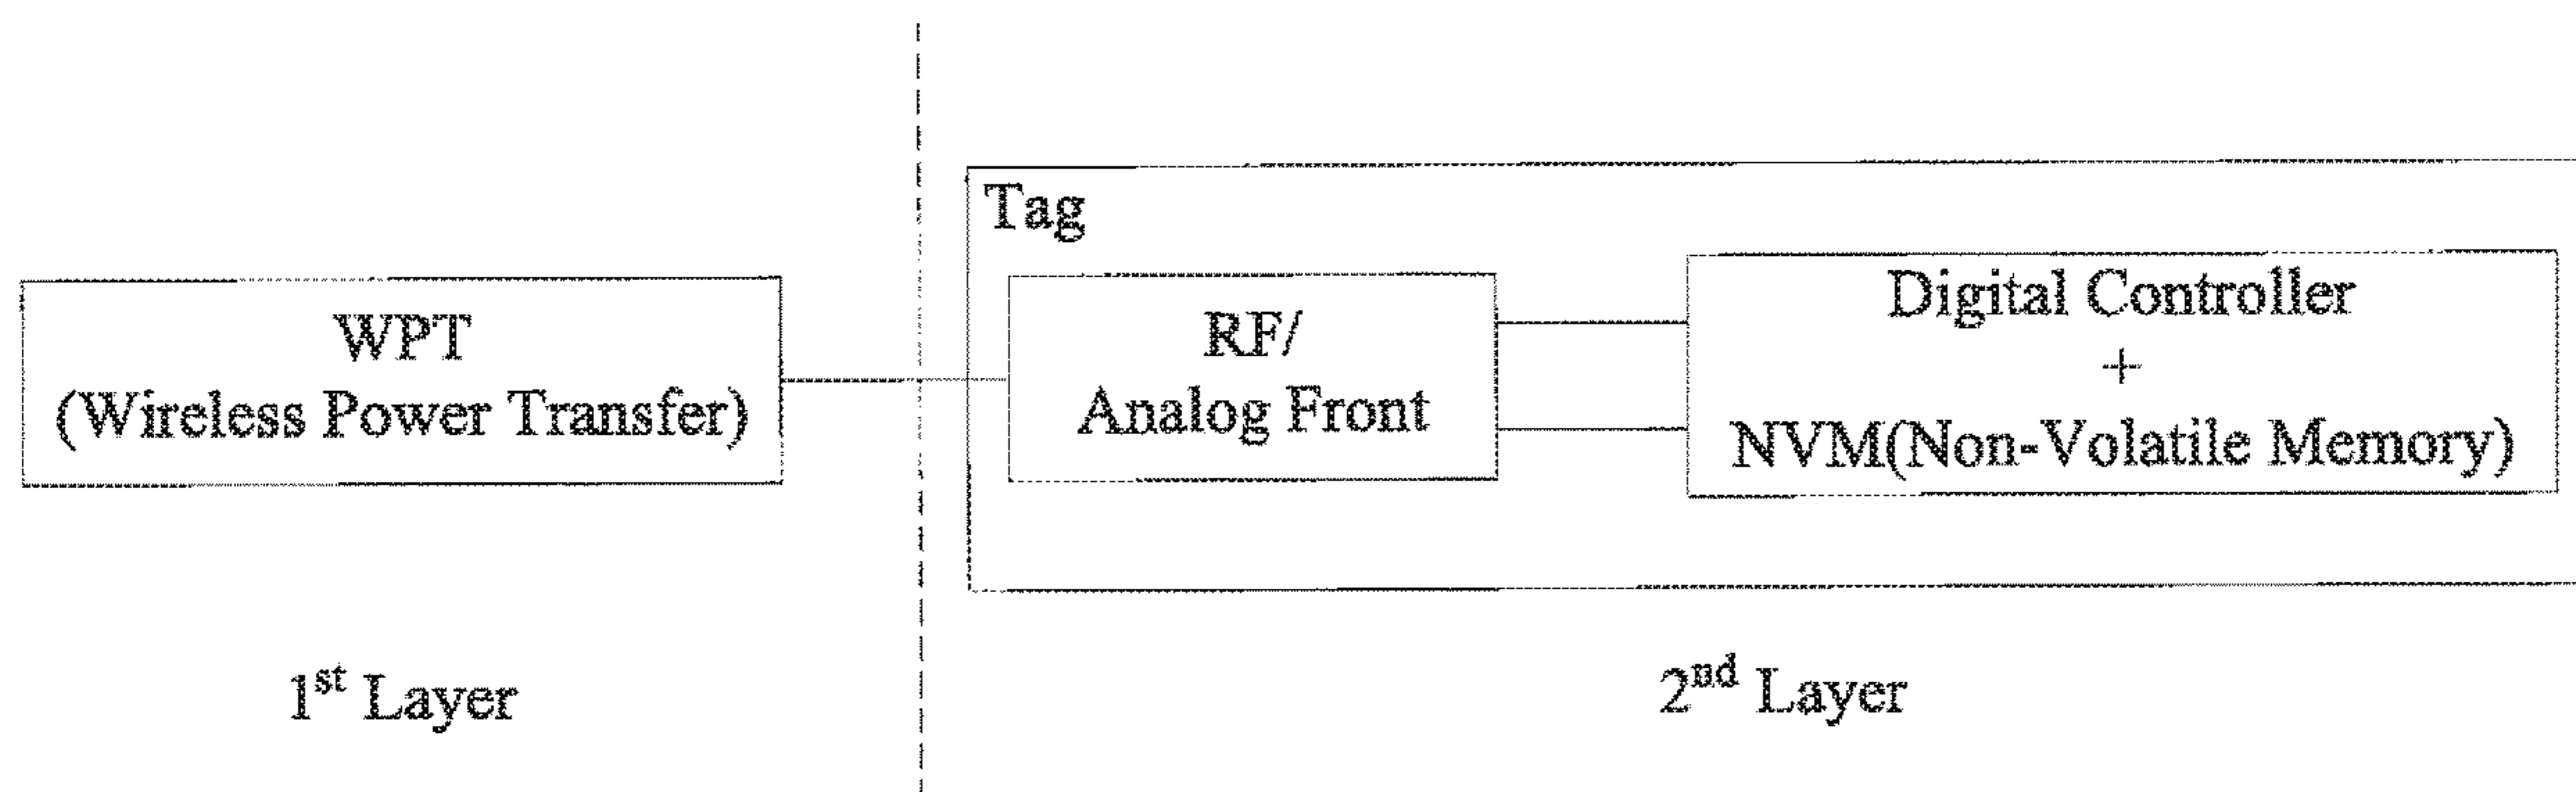 Tag
WPT
(Wireless Power Transfer)
RF/
Analog Front
Digital Controller
+
NVM(Non-Volatile Memory)
1st Layer
2nd Layer